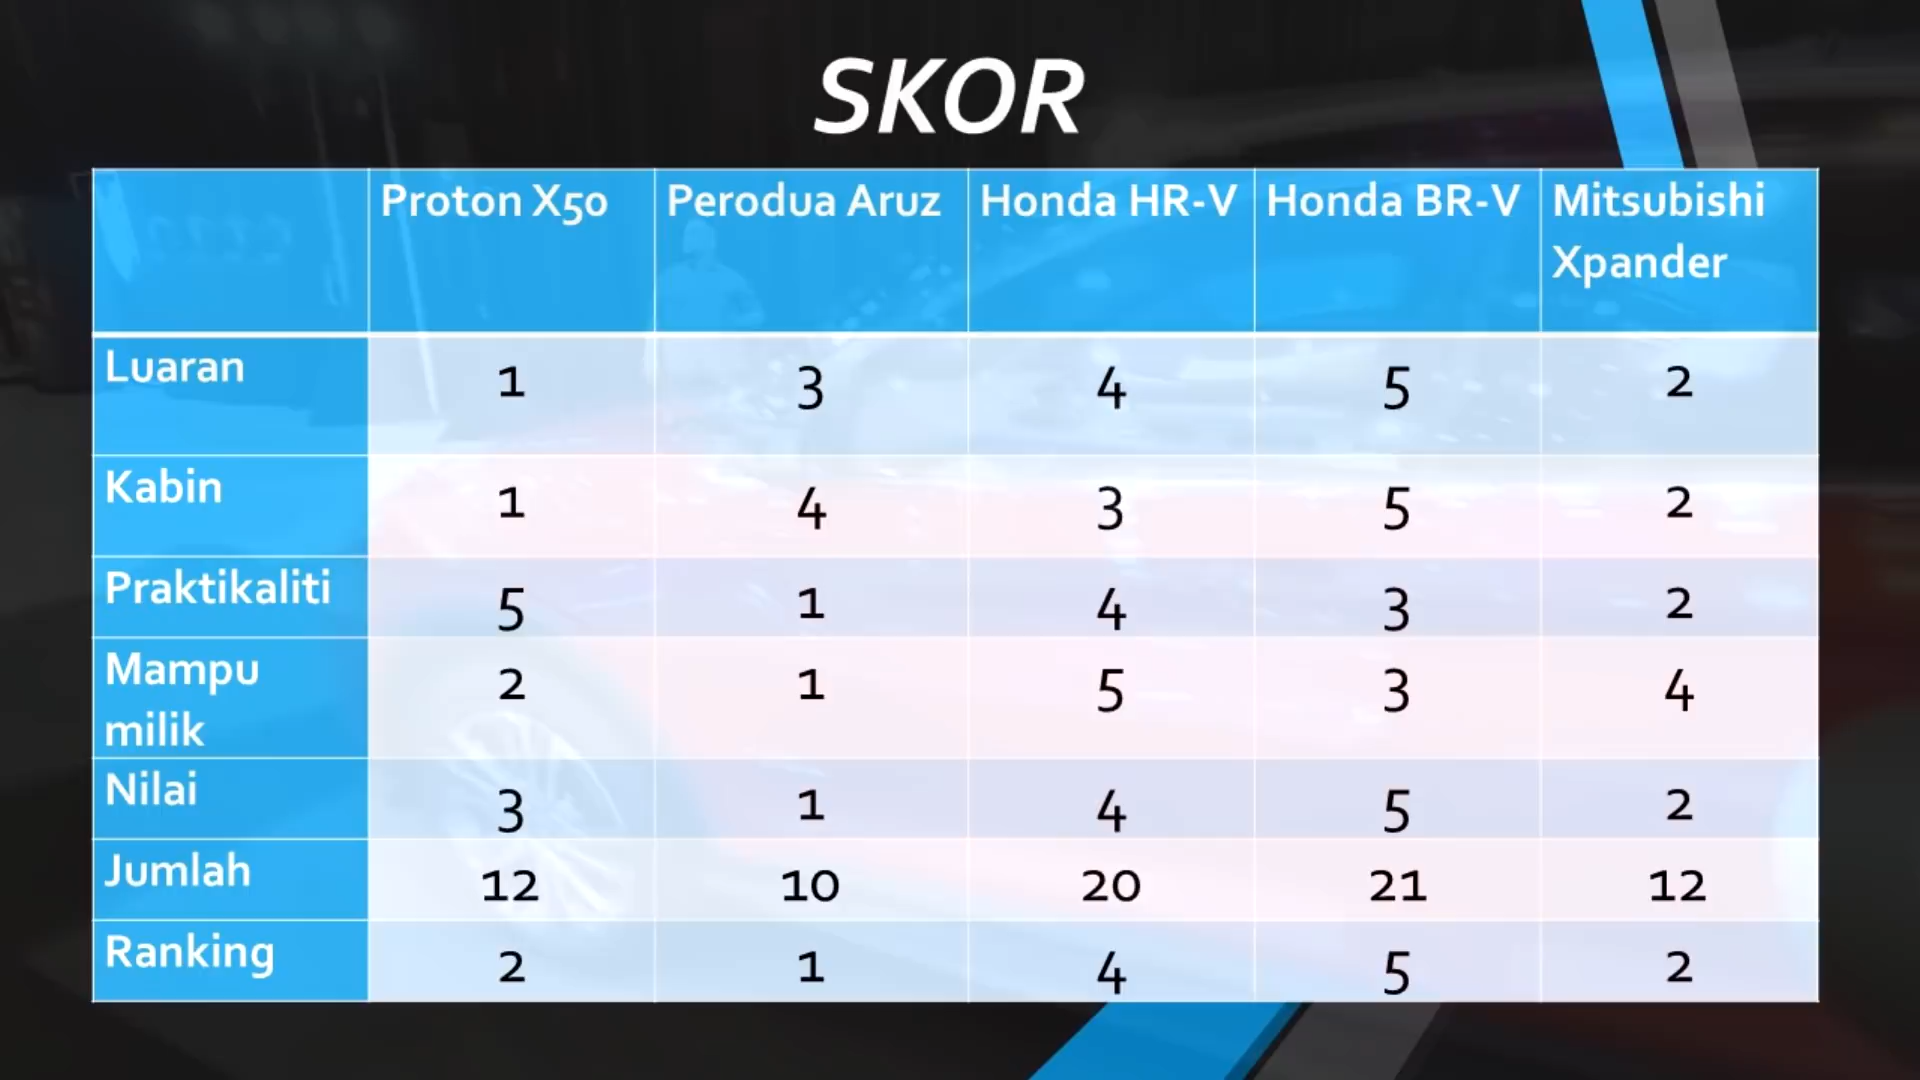 SKOR
Proton X50 Perodua Aruz Honda HR-V Honda BR-V Mitsubishi
Xpander
Luaran 1 3 4 5 2
Kabin 1 4 3 5 2
Praktikaliti 5 1 4 3 2
Mampu
milik 2 1 5 3 4
Nilai 3 1 4 5 2
Jumlah 12 10 20 21 12
Ranking 2 1 4 5 2